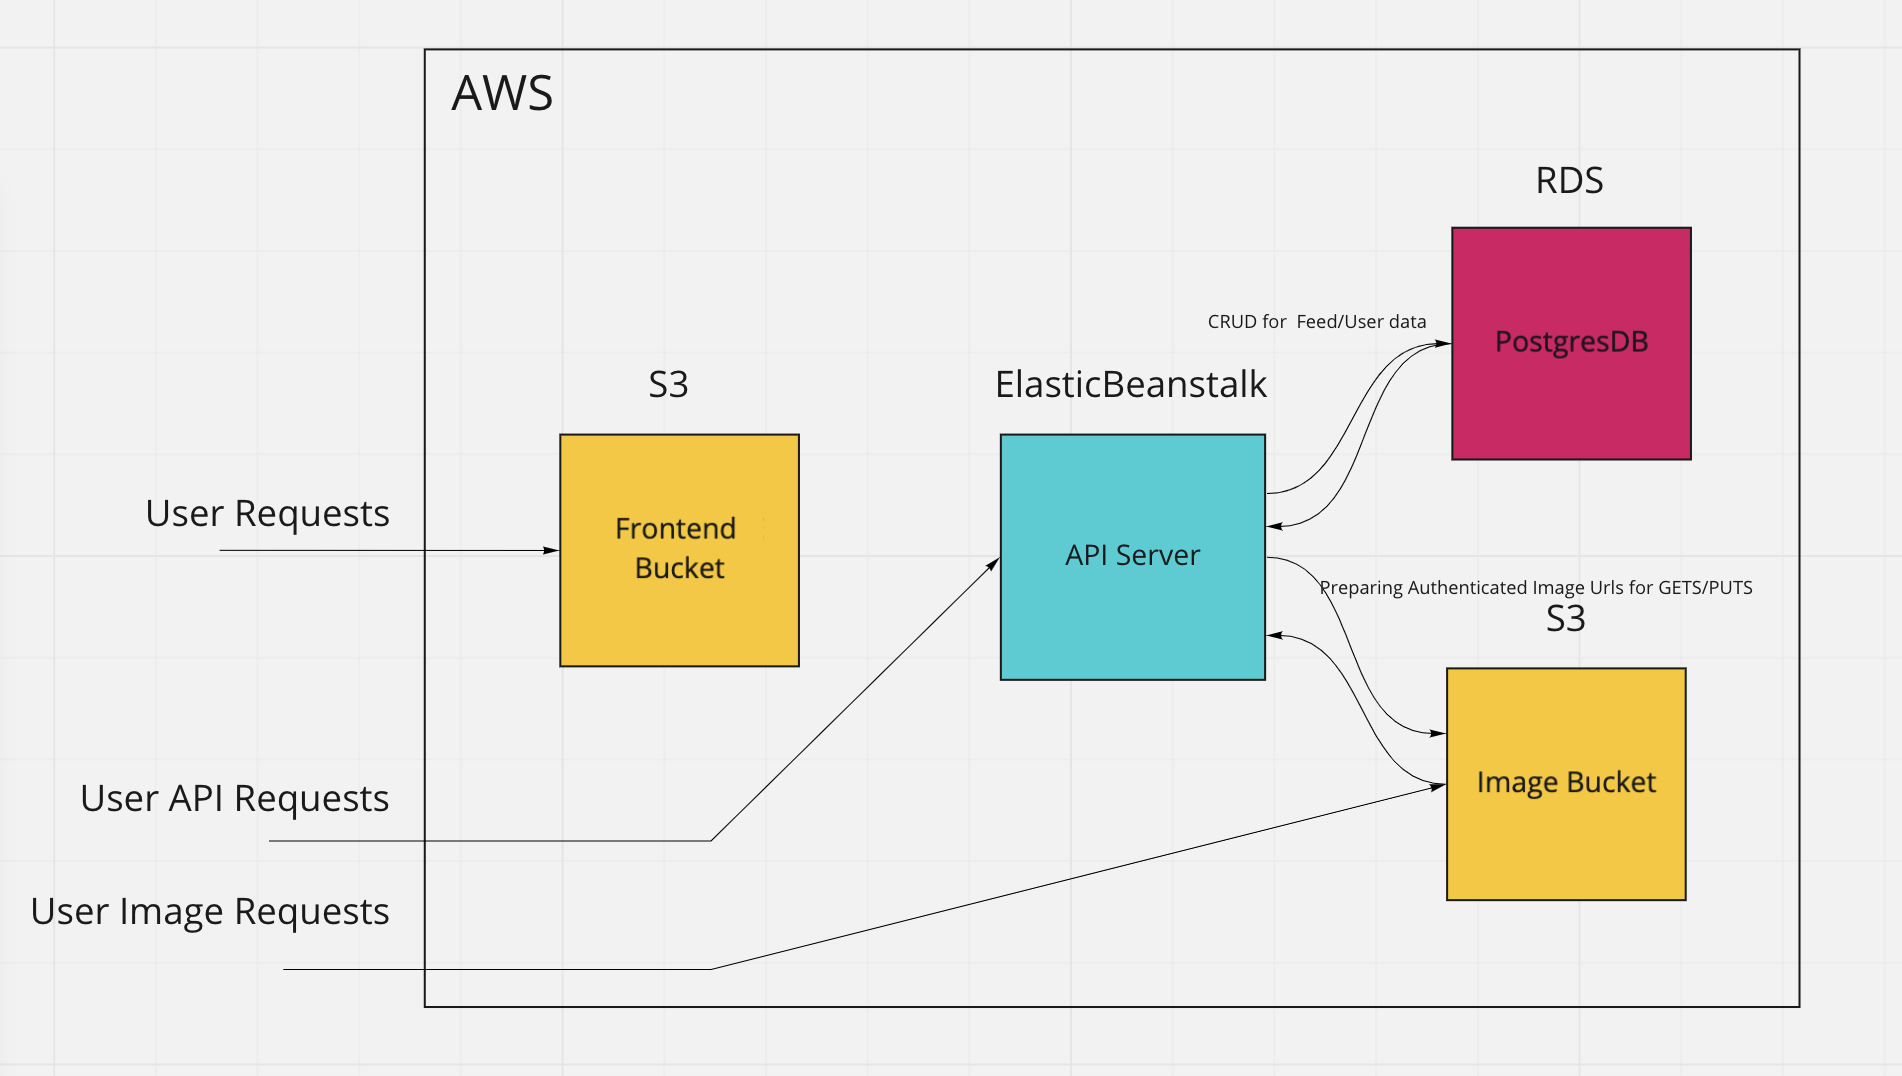 AWS
RDS
PostgresDB
CRUD for  Feed/User data
S3
ElasticBeanstalk
User Requests
Frontend
Bucket
API Server
Preparing Authenticated Image Urls for GETS/PUTS
S3
Image Bucket
User API Requests
User Image Requests